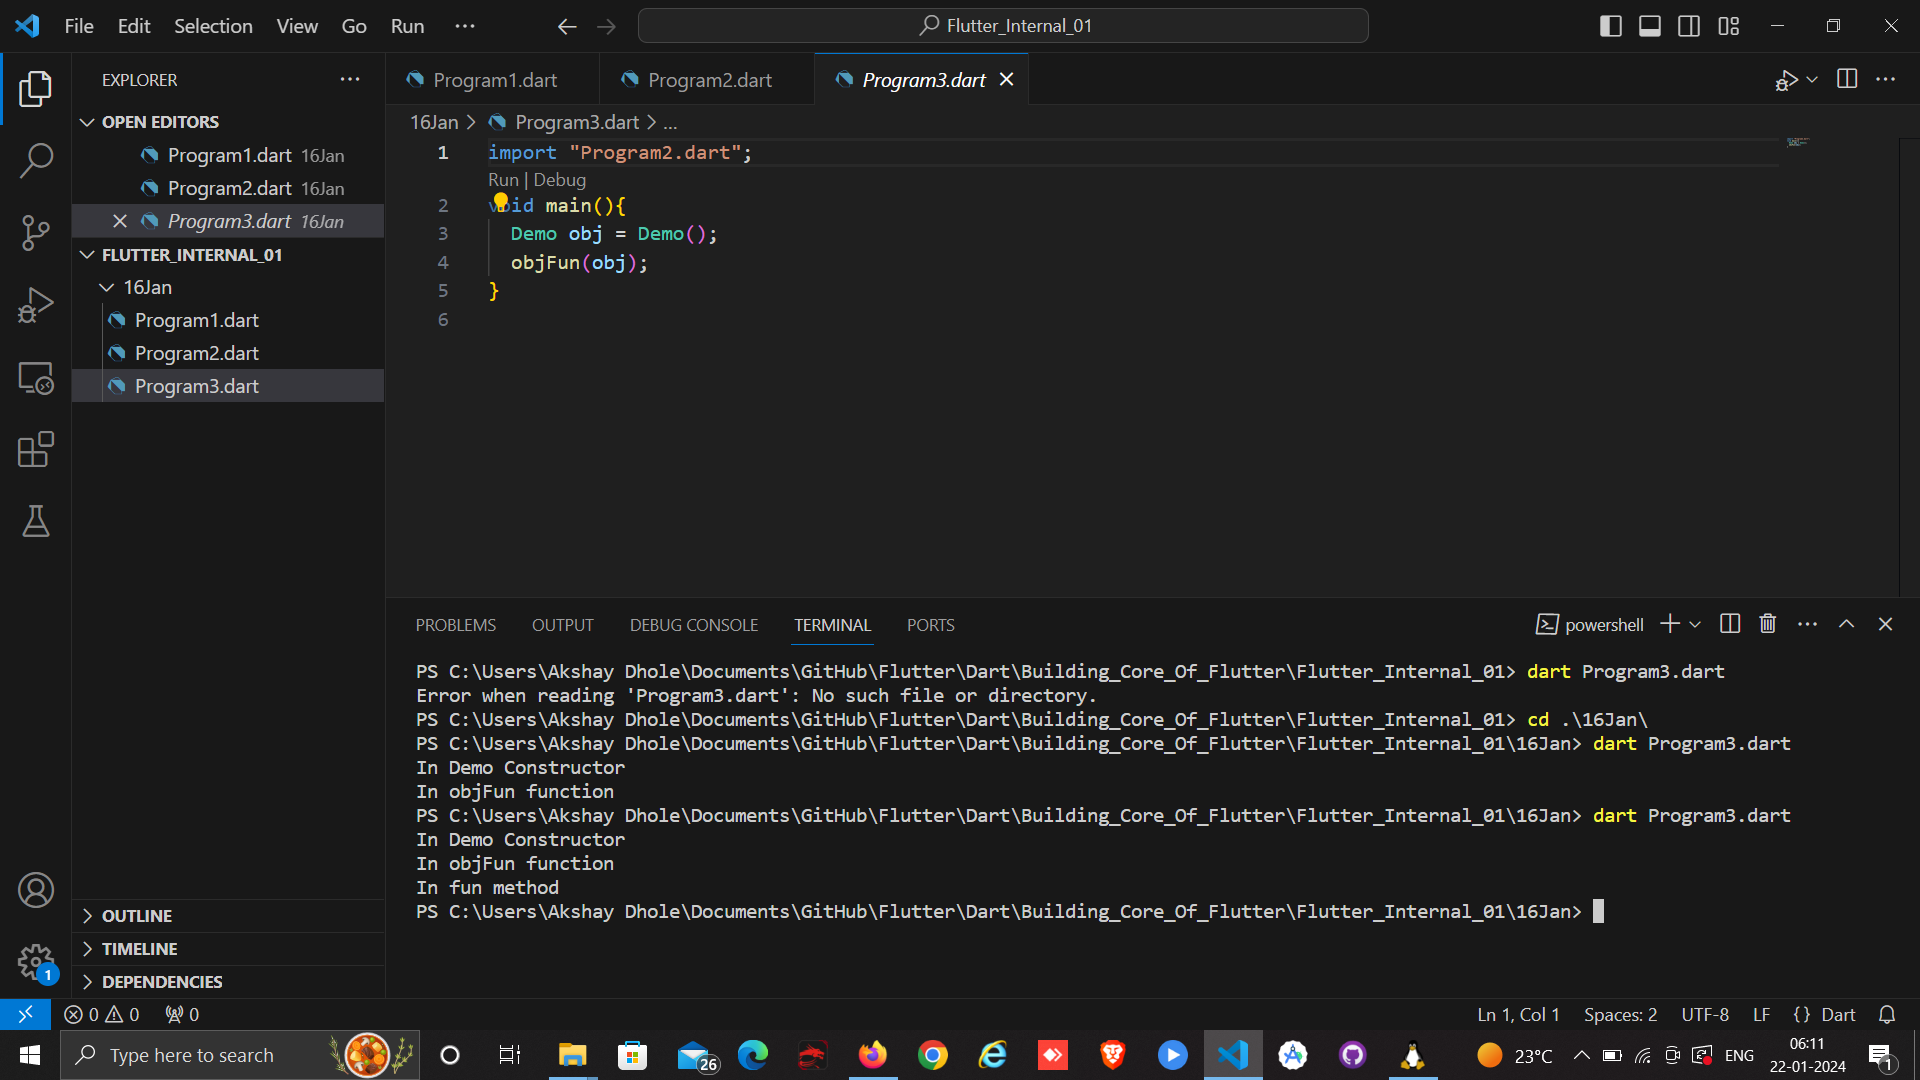 File Edit Selection View Go Run ...
Flutter_Internal_01
EXPLORER
OPEN EDITORS
Program1.dart 16Jan
Program2.dart 16Jan
Program3.dart 16Jan
FLUTTER_INTERNAL_01
16Jan
Program1.dart
Program2.dart
Program3.dart
OUTLINE
TIMELINE
DEPENDENCIES
Program1.dart Program2.dart Program3.dart
16Jan > Program3.dart > ...
1 import "Program2.dart";
Run | Debug
2 void main(){
3 Demo obj = Demo();
4 objFun(obj);
5 }
6
PROBLEMS OUTPUT DEBUG CONSOLE TERMINAL PORTS
powershell
PS C:\Users\Akshay Dhole\Documents\GitHub\Flutter\Dart\Building_Core_Of_Flutter\Flutter_Internal_01> dart Program3.dart
Error when reading 'Program3.dart': No such file or directory.
PS C:\Users\Akshay Dhole\Documents\GitHub\Flutter\Dart\Building_Core_Of_Flutter\Flutter_Internal_01> cd .\16Jan\
PS C:\Users\Akshay Dhole\Documents\GitHub\Flutter\Dart\Building_Core_Of_Flutter\Flutter_Internal_01\16Jan> dart Program3.dart
In Demo Constructor
In objFun function
PS C:\Users\Akshay Dhole\Documents\GitHub\Flutter\Dart\Building_Core_Of_Flutter\Flutter_Internal_01\16Jan> dart Program3.dart
In Demo Constructor
In objFun function
In fun method
PS C:\Users\Akshay Dhole\Documents\GitHub\Flutter\Dart\Building_Core_Of_Flutter\Flutter_Internal_01\16Jan>
1
0 0 0
Ln 1, Col 1 Spaces: 2 UTF-8 LF {} Dart
Type here to search
26
23°C
ENG
06:11
22-01-2024
1